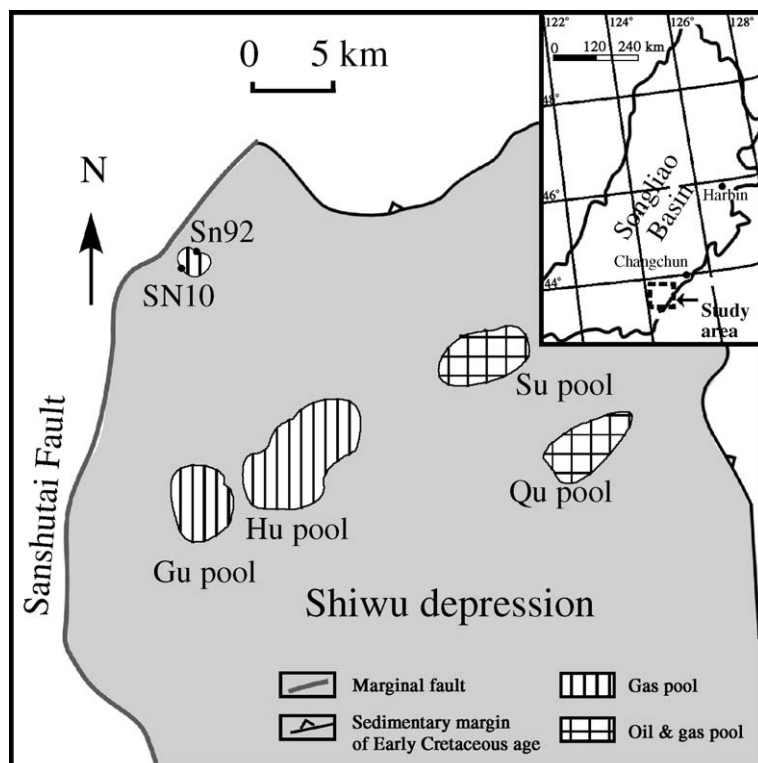 0 5 km
N
Sn92
SN10
Sanshutai Fault
Su pool
Qu pool
Hu pool
Gu pool
Shiwu depression
122° 124° 126° 128°
0 120 240 km
48°
46°
44°
Songliao
Basin
Harbin
Changchun
Study
area
Marginal fault
Gas pool
Sedimentary margin
of Early Cretaceous age
Oil & gas pool